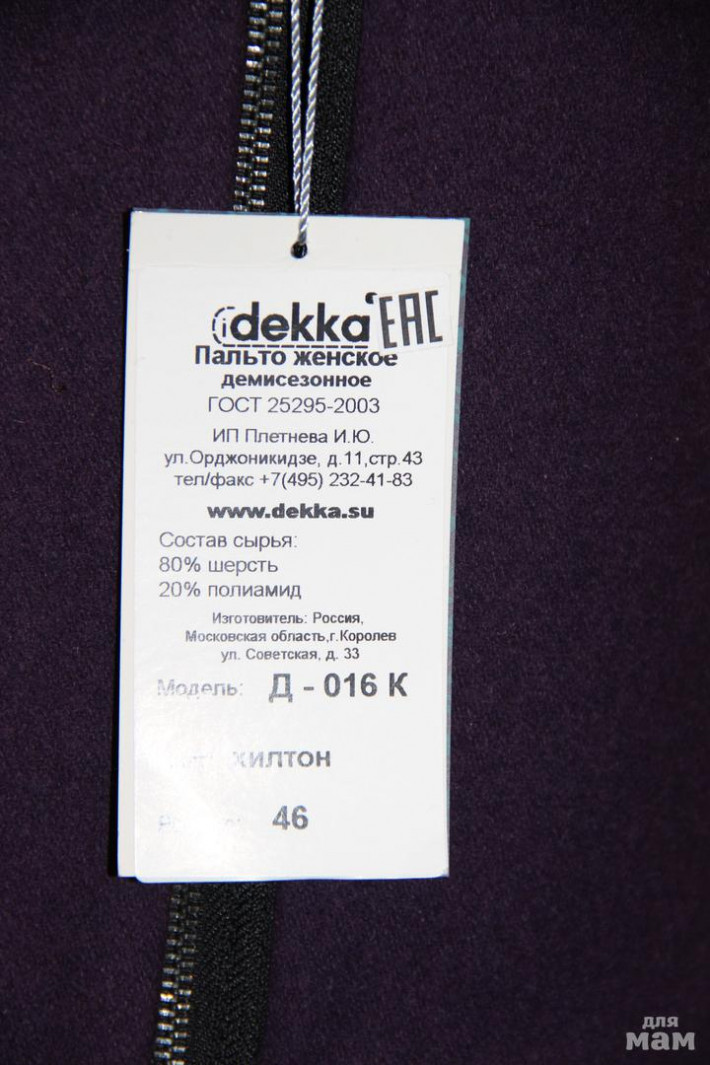 idekka
EAC
Пальто женское
демисезонное
ГОСТ 25295-2003
ИП Плетнева И.Ю.
ул.Орджоникидзе, д.11,стр.43
тел/факс +7(495) 232-41-83
www.dekka.su
Состав сырья:
80% шерсть
20% полиамид
Изготовитель: Россия,
Московская область,г.Королев
ул. Советская, д. 33
Модель: Д - 016 К
ХИЛТОН
46
для
мам